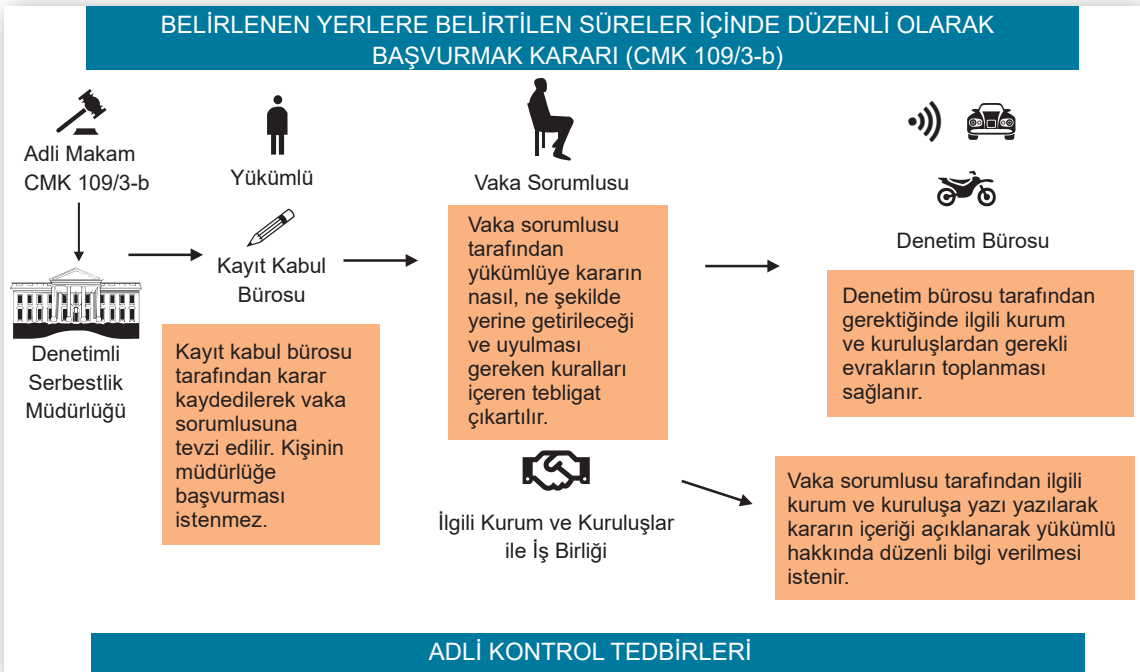 BELİRLENEN YERLERE BELİRTİLEN SÜRELER İÇİNDE DÜZENLİ OLARAK
BAŞVURMAK KARARI (CMK 109/3-b)
Adli Makam
CMK 109/3-b
Denetimli
Serbestlik
Müdürlüğü
Yükümlü
Kayıt Kabul
Bürosu
Kayıt kabul bürosu
tarafından karar
kaydedilerek vaka
sorumlusuna
tevzi edilir. Kişinin
müdürlüğe
başvurması
istenmez.
Vaka Sorumlusu
Vaka sorumlusu
tarafından
yükümlüye kararın
nasıl, ne şekilde
yerine getirileceği
ve uyulması
gereken kuralları
içeren tebligat
çıkartılır.
İlgili Kurum ve Kuruluşlar
ile İş Birliği
Denetim Bürosu
Denetim bürosu tarafından
gerektiğinde ilgili kurum
ve kuruluşlardan gerekli
evrakların toplanması
sağlanır.
Vaka sorumlusu tarafından ilgili
kurum ve kuruluşa yazı yazılarak
kararın içeriği açıklanarak yükümlü
hakkında düzenli bilgi verilmesi
istenir.
ADLİ KONTROL TEDBİRLERİ